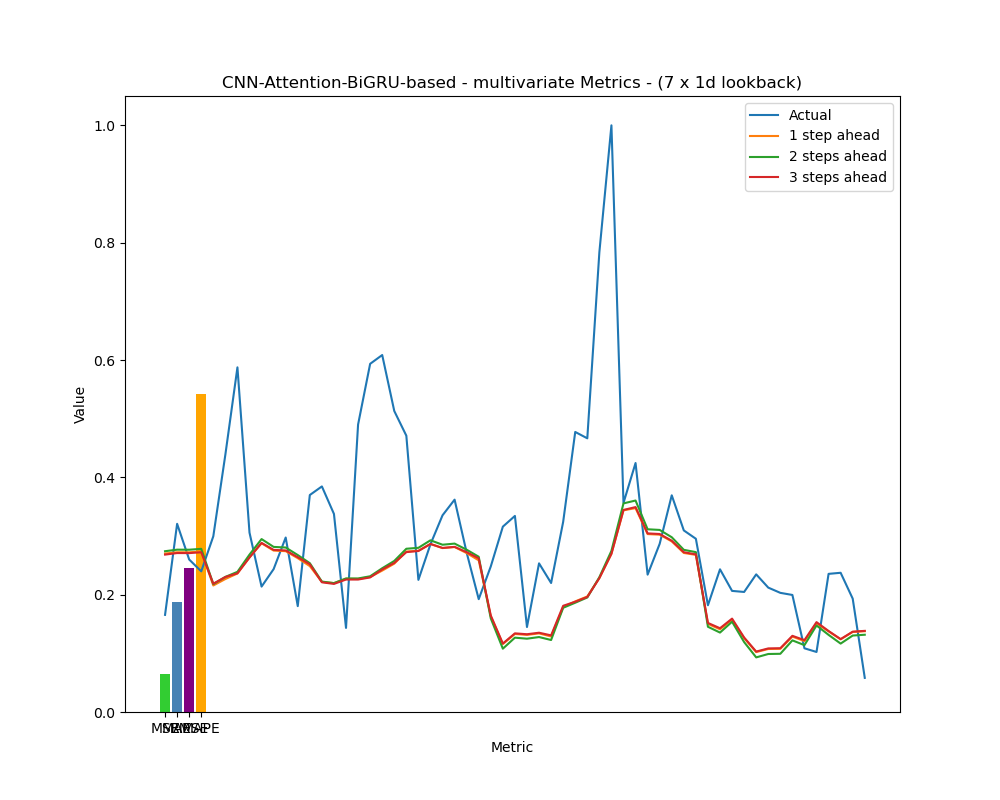 CNN-Attention-BiGRU-based - multivariate Metrics - (7 x 1d lookback)
Actual
1 step ahead
2 steps ahead
3 steps ahead
1.0
0.8
0.6
0.4
0.2
0.0
Value
Metric